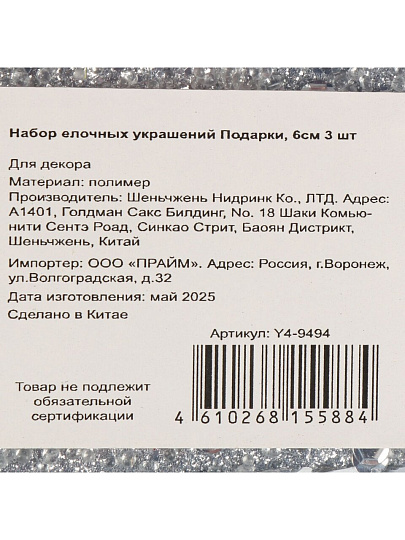 Набор елочных украшений Подарки, 6см 3 шт
Для декора
Материал: полимер
Производитель: Шеньчжень Нидринк Ко., ЛТД. Адрес:
А1401, Голдман Сакс Билдинг, No. 18 Шаки Комью-
нити Сентэ Роад, Синкао Стрит, Баоян Дистрикт,
Шеньчжень, Китай
Импортер: ООО «ПРАЙМ». Адрес: Россия, г.Воронеж,
ул.Волгоградская, д.32
Дата изготовления: май 2025
Сделано в Китае
Артикул: Y4-9494
Товар не подлежит
обязательной
сертификации
4 610268 155884